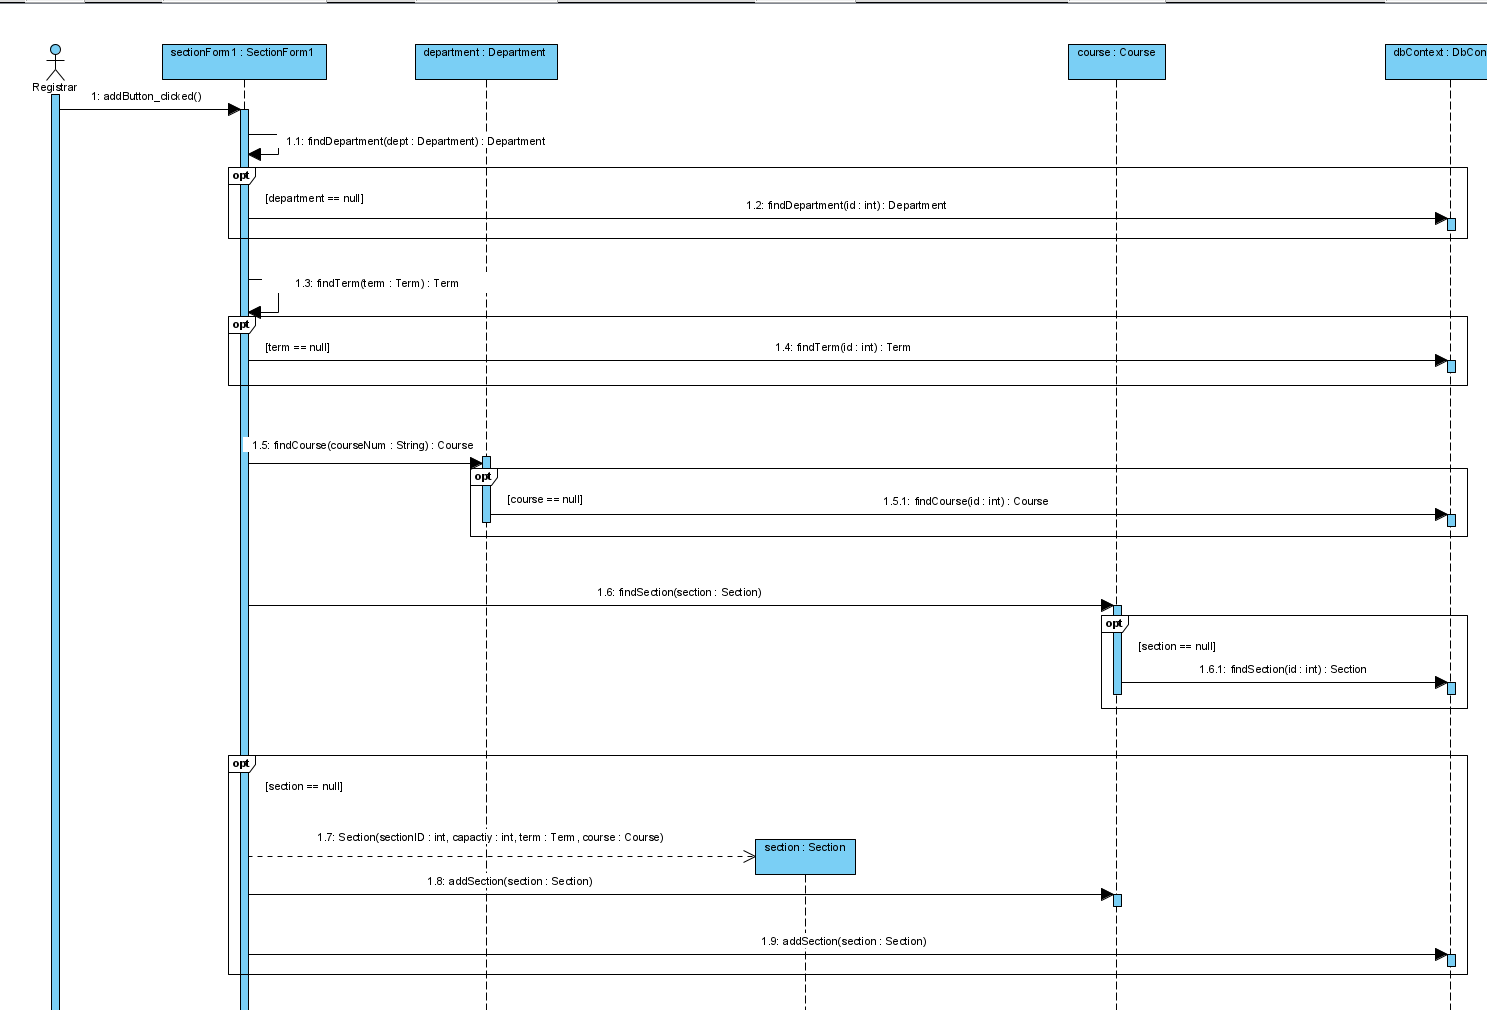 sectionForm1 : SectionForm1
department : Department
course : Course
dbContext : DbCon
Registrar
1: addButton_clicked()
1.1: findDepartment(dept : Department) : Department
opt
[department == null]
1.2: findDepartment(id : int) : Department
1.3: findTerm(term : Term) : Term
opt
[term == null]
1.4: findTerm(id : int) : Term
1.5: findCourse(courseNum : String) : Course
opt
[course == null]
1.5.1: findCourse(id : int) : Course
1.6: findSection(section : Section)
opt
[section == null]
1.6.1: findSection(id : int) : Section
opt
[section == null]
1.7: Section(sectionID : int, capactiy : int, term : Term, course : Course)
section : Section
1.8: addSection(section : Section)
1.9: addSection(section : Section)